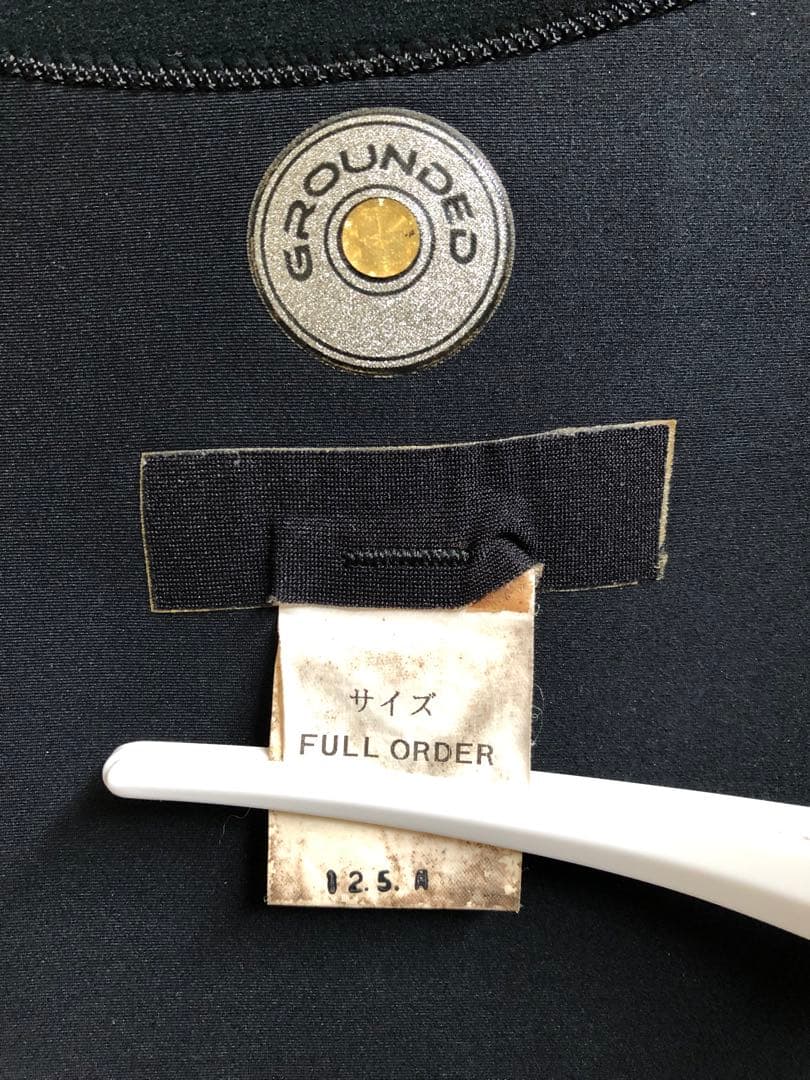 GROUNDED
サイズ
FULL ORDER
12.5.A